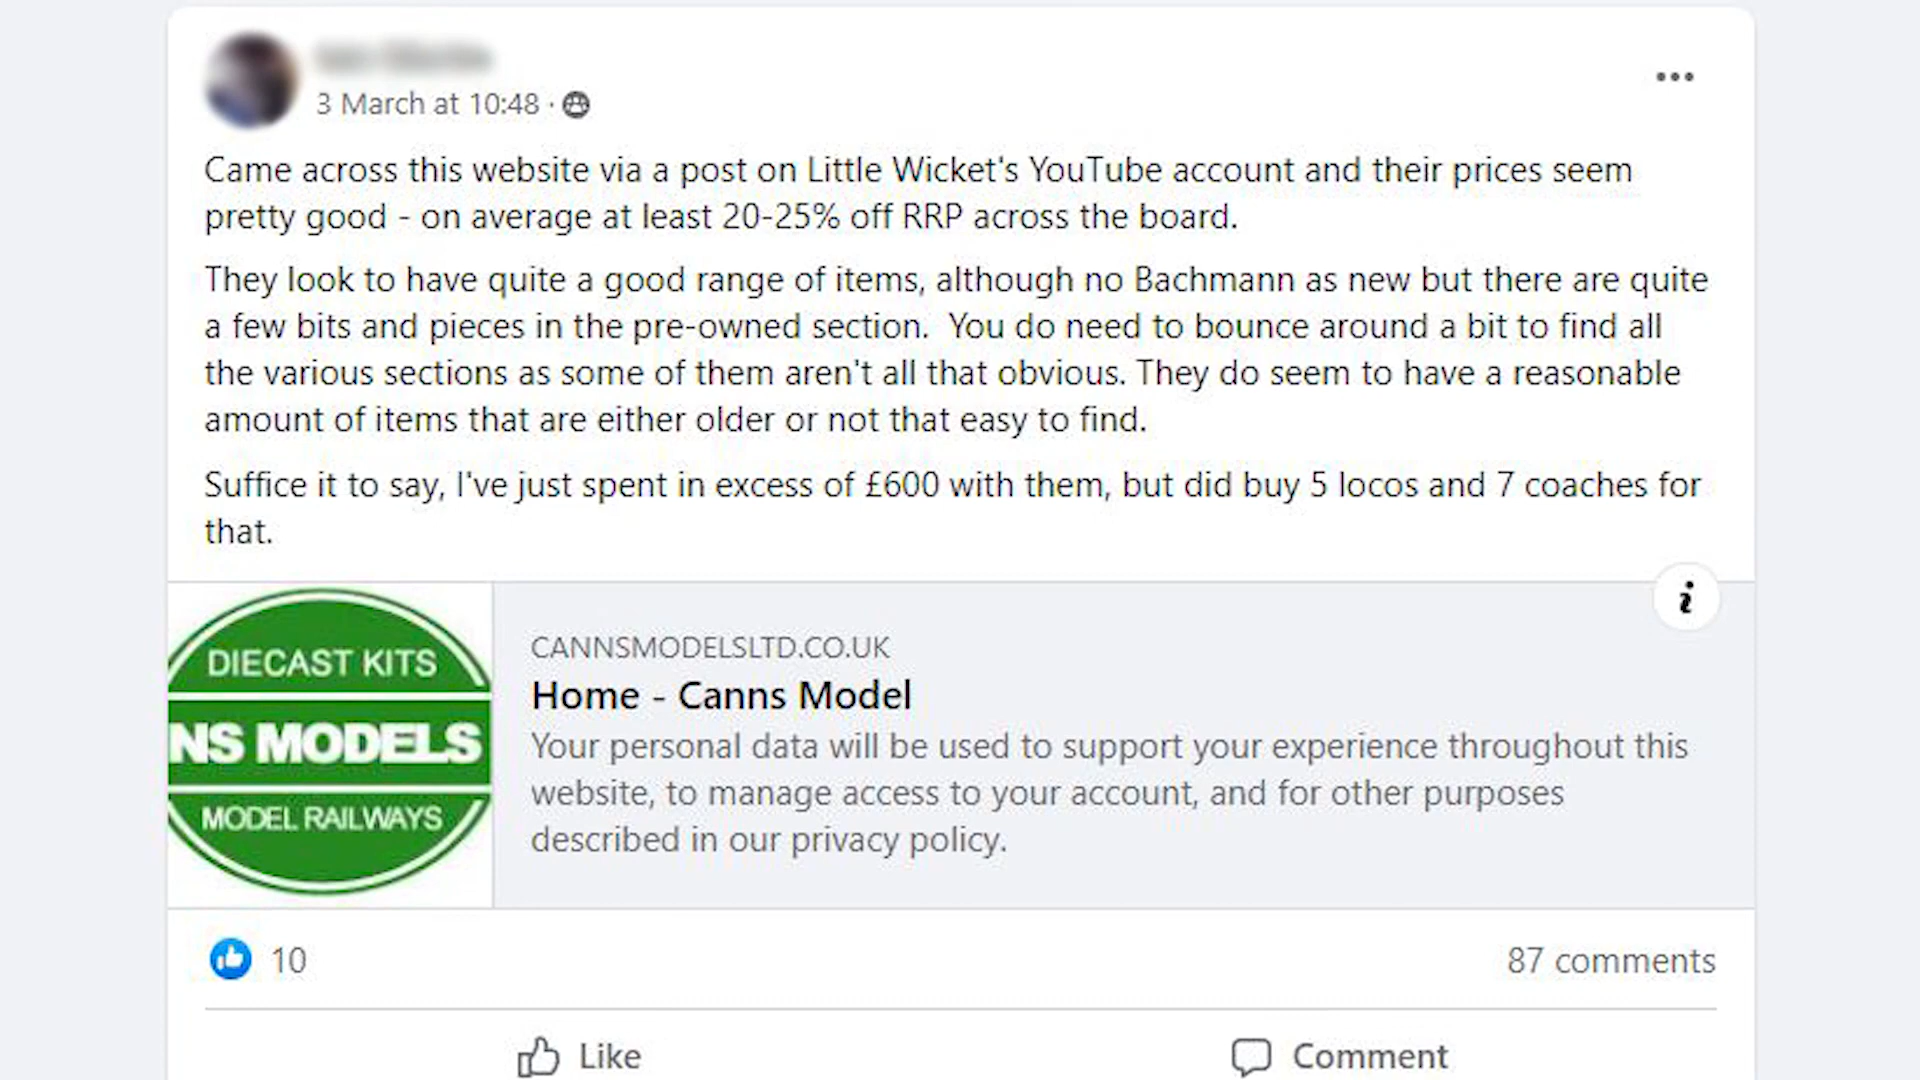 3 March at 10:48 ·
Came across this website via a post on Little Wicket's YouTube account and their prices seem
pretty good - on average at least 20-25% off RRP across the board.
They look to have quite a good range of items, although no Bachmann as new but there are quite
a few bits and pieces in the pre-owned section.  You do need to bounce around a bit to find all
the various sections as some of them aren't all that obvious. They do seem to have a reasonable
amount of items that are either older or not that easy to find.
Suffice it to say, I've just spent in excess of £600 with them, but did buy 5 locos and 7 coaches for
that.
DIECAST KITS
NS MODELS
MODEL RAILWAYS
CANNSMODELSLTD.CO.UK
Home - Canns Model
Your personal data will be used to support your experience throughout this
website, to manage access to your account, and for other purposes
described in our privacy policy.
10
87 comments
Like
Comment